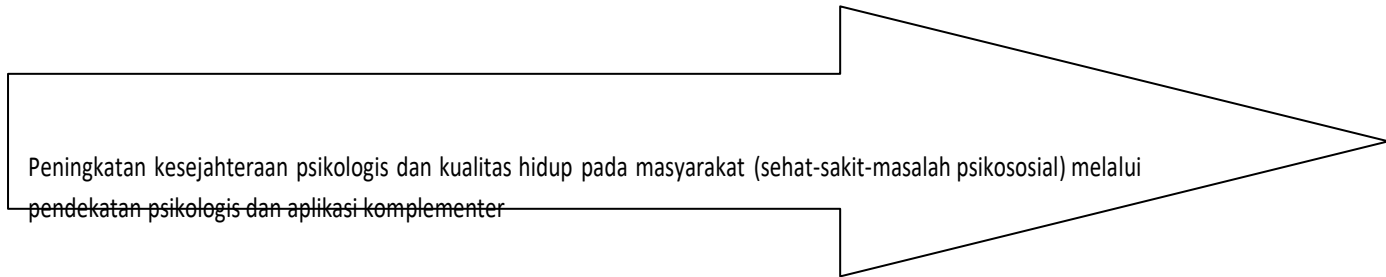 Peningkatan kesejahteraan psikologis dan kualitas hidup pada masyarakat (sehat-sakit-masalah psikososial) melalui
pendekatan psikologis dan aplikasi komplementer